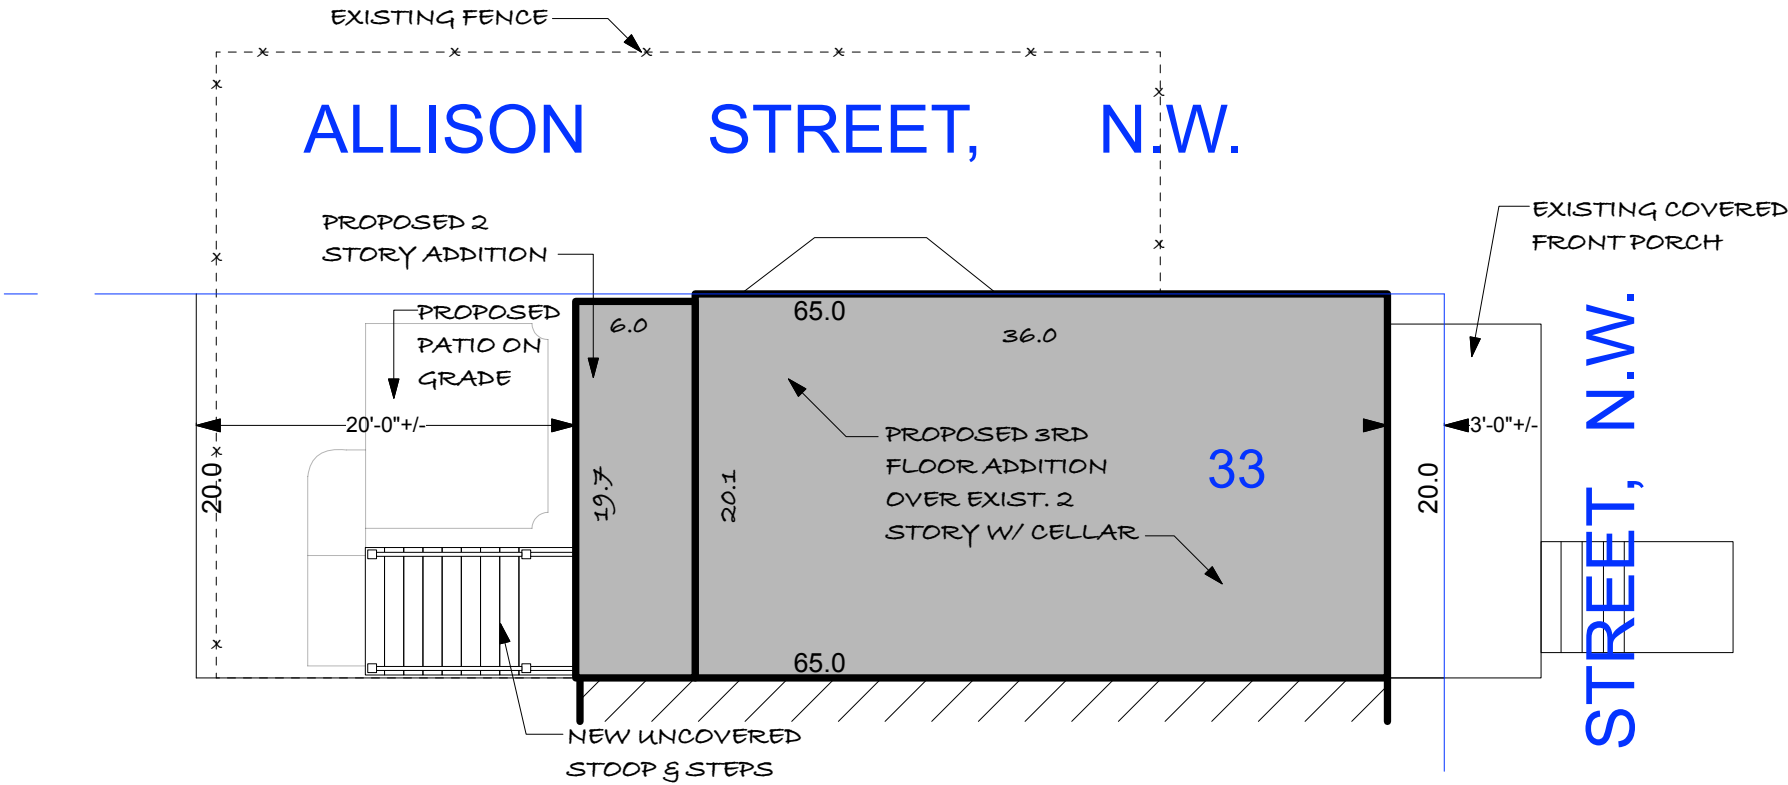 EXISTING FENCE
ALLISON STREET, N.W.
PROPOSED 2
STORY ADDITION
EXISTING COVERED
FRONT PORCH
PROPOSED
PATIO ON
GRADE
6.0
65.0
36.0
20'-0"+/-
3'-0"+/-
PROPOSED 3RD
FLOOR ADDITION
OVER EXIST. 2
STORY W/ CELLAR
33
20.0
19.7
20.1
20.0
STREET, N.W.
65.0
NEW UNCOVERED
STOOP & STEPS